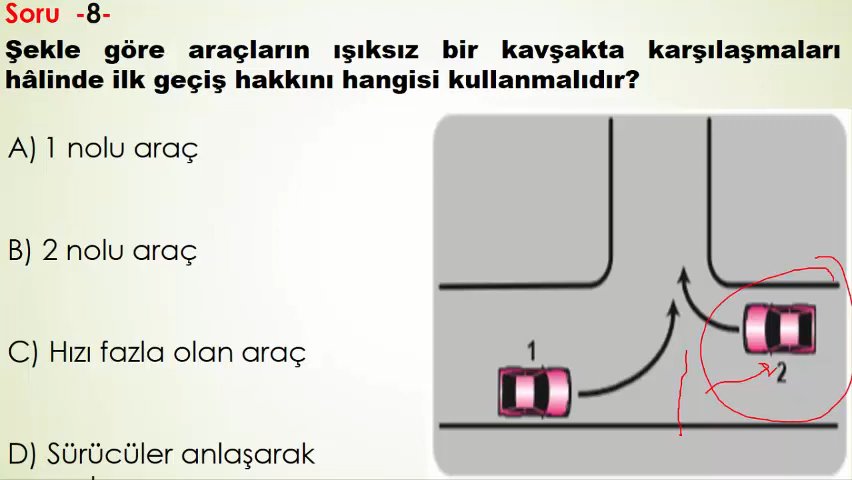 Soru -8-
Şekle göre araçların ışıksız bir kavşakta karşılaşmaları
hâlinde ilk geçiş hakkını hangisi kullanmalıdır?
A) 1 nolu araç
B) 2 nolu araç
C) Hızı fazla olan araç
D) Sürücüler anlaşarak
1
2